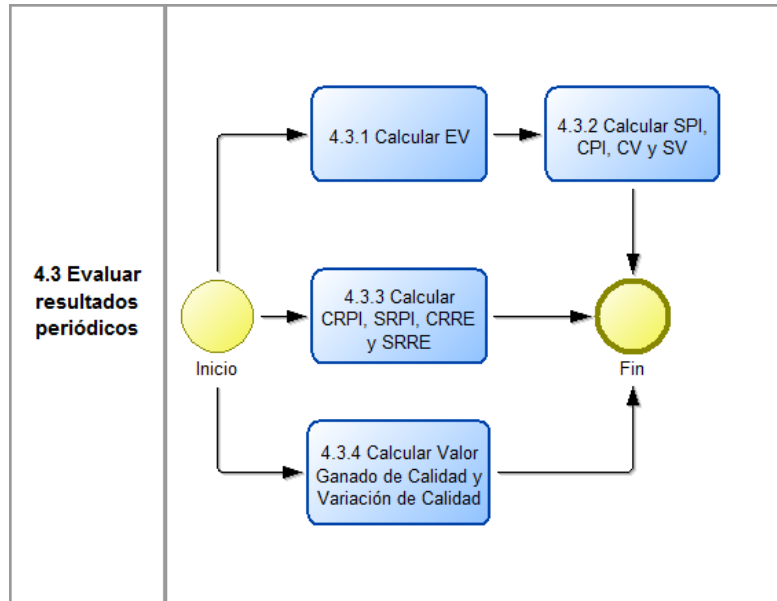 4.3 Evaluar
resultados
periódicos
4.3.1 Calcular EV
4.3.2 Calcular SPI,
CPI, CV y SV
Inicio
4.3.3 Calcular
CRPI, SRPI, CRRE
y SRRE
Fin
4.3.4 Calcular Valor
Ganado de Calidad y
Variación de Calidad